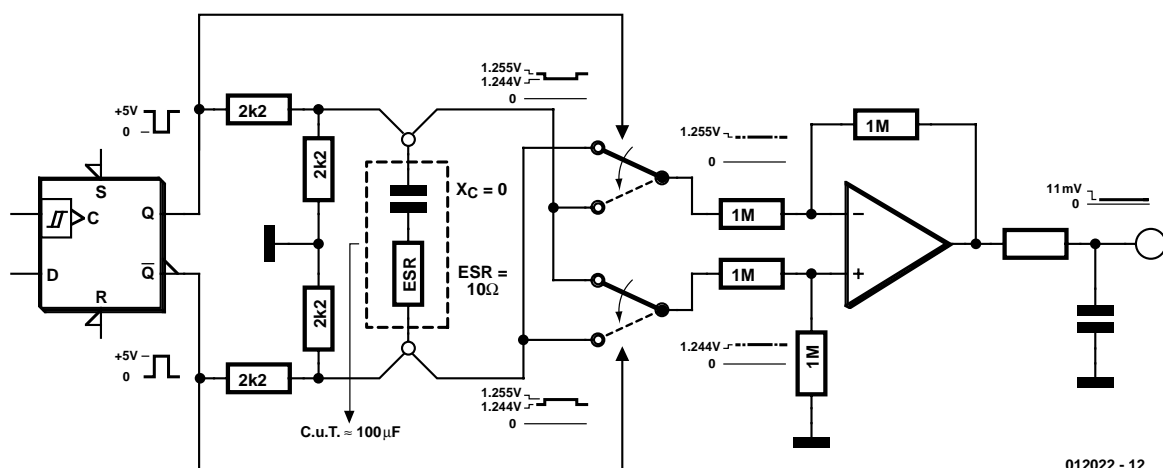 +5V
0
2k2
2k2
S
C
Q
D
Q
R
2k2
+5V
0
2k2
C.u.T. ≈ 100µF
X_C = 0
ESR
ESR =
10Ω
1.255V
1.244V
0
1.255V
1.244V
0
1.255V
0
1M
1M
1M
1.244V
0
1M
−
+
11mV
0
012022 - 12